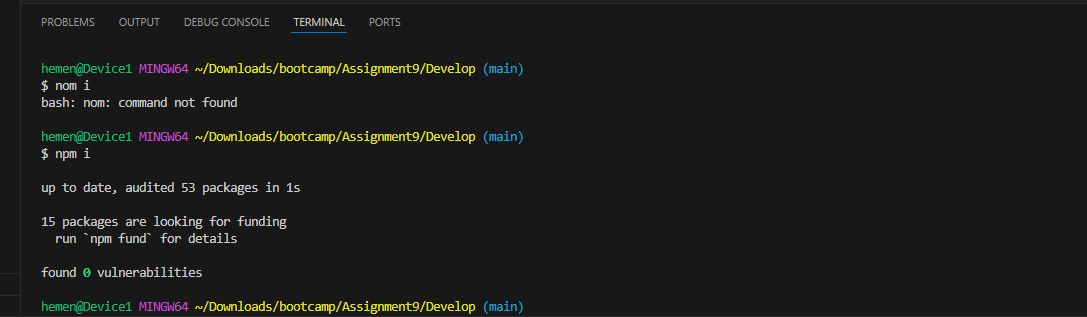 PROBLEMS OUTPUT DEBUG CONSOLE TERMINAL PORTS
hemen@Device1 MINGW64 ~/Downloads/bootcamp/Assignment9/Develop (main)
$ nom i
bash: nom: command not found
hemen@Device1 MINGW64 ~/Downloads/bootcamp/Assignment9/Develop (main)
$ npm i
up to date, audited 53 packages in 1s
15 packages are looking for funding
  run `npm fund` for details
found 0 vulnerabilities
hemen@Device1 MINGW64 ~/Downloads/bootcamp/Assignment9/Develop (main)